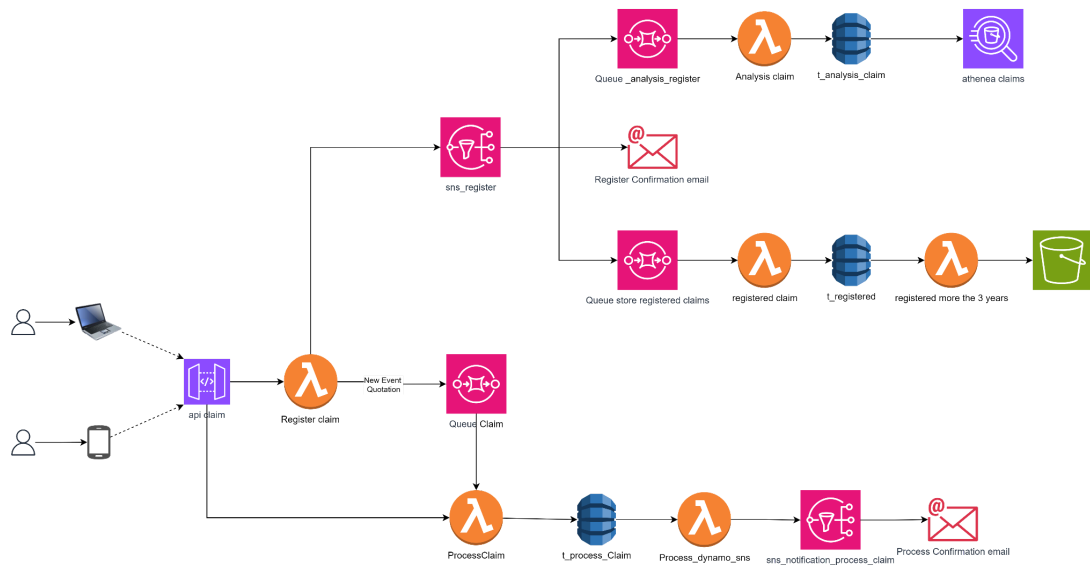 Queue _analysis_register
Analysis claim
t_analysis_claim
athenea claims
sns_register
Register Confirmation email
Queue store registered claims
registered claim
t_registered
registered more the 3 years
api claim
Register claim
New Event
Quotation
Queue Claim
ProcessClaim
t_process_Claim
Process_dynamo_sns
sns_notification_process_claim
Process Confirmation email